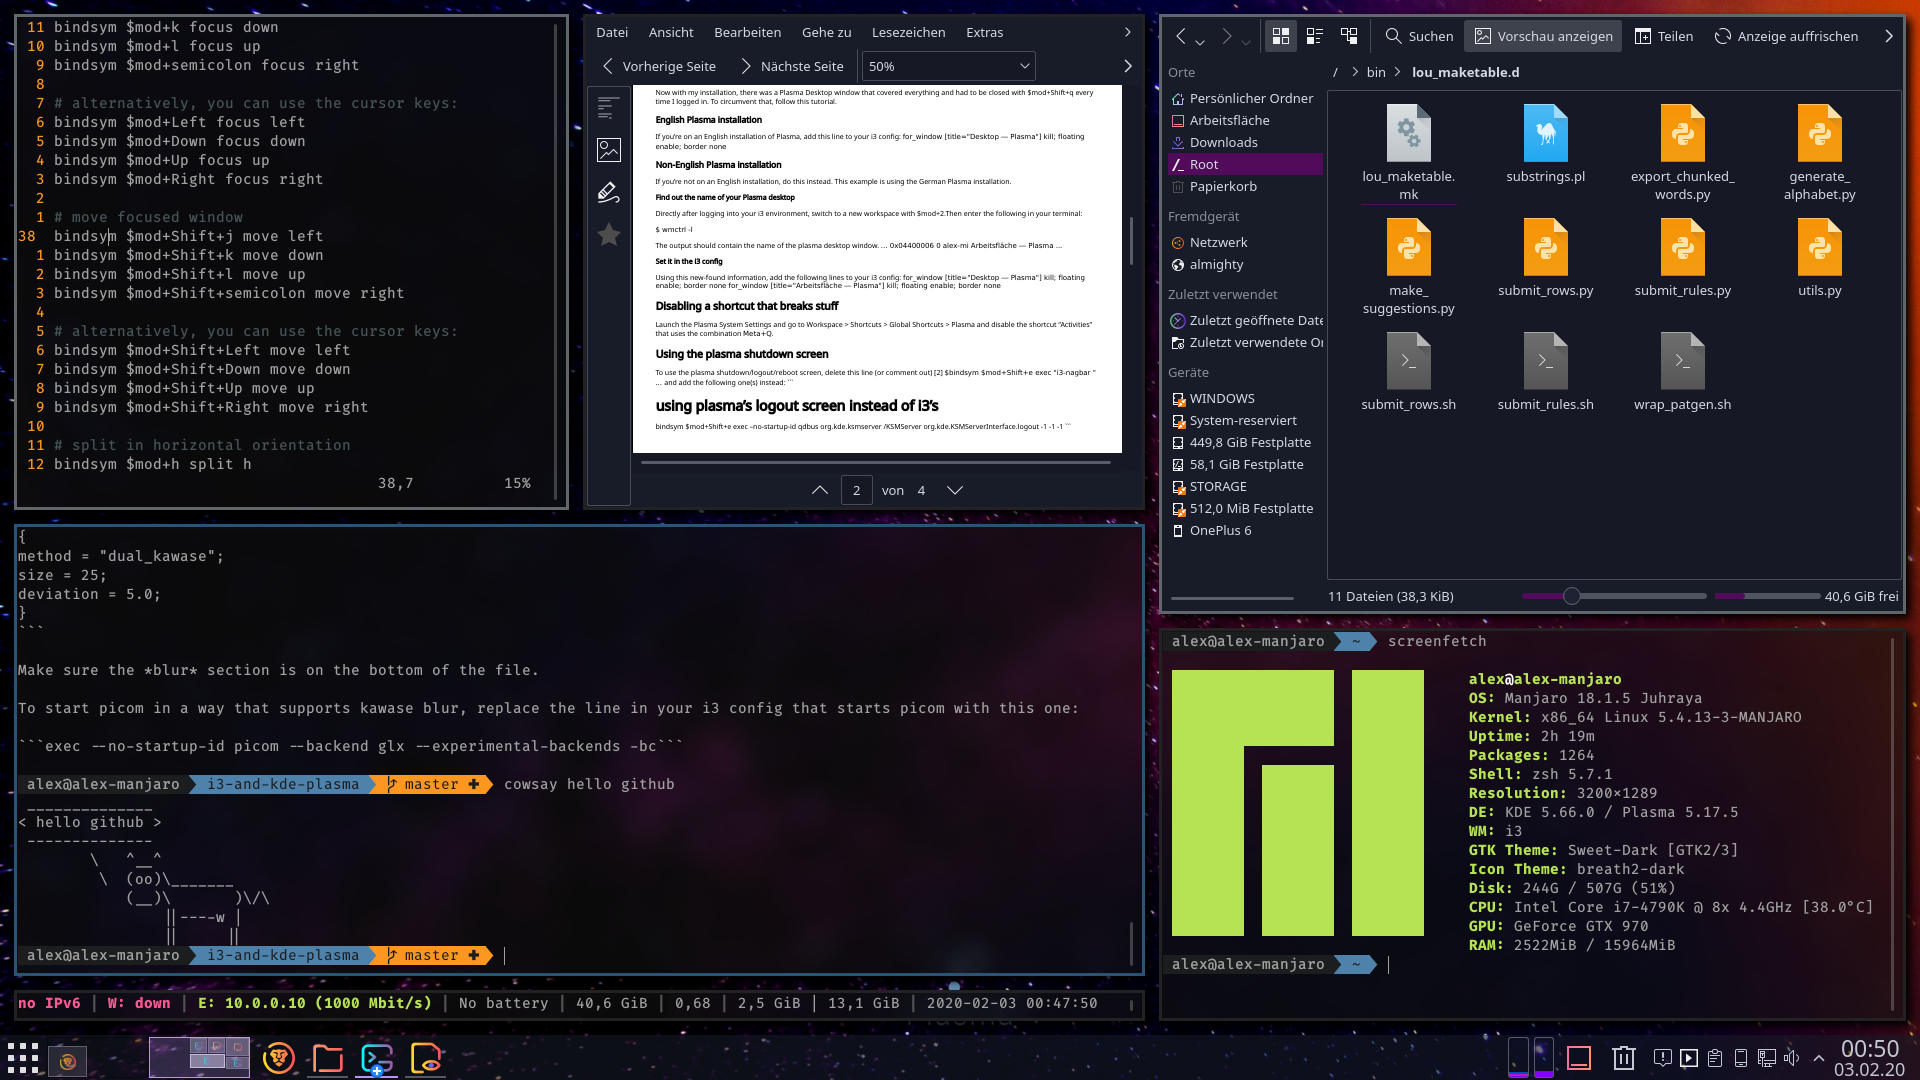 11 bindsym $mod+k focus down
10 bindsym $mod+l focus up
9 bindsym $mod+semicolon focus right
8
7 # alternatively, you can use the cursor keys:
6 bindsym $mod+Left focus left
5 bindsym $mod+Down focus down
4 bindsym $mod+Up focus up
3 bindsym $mod+Right focus right
2
1 # move focused window
38 bindsym $mod+Shift+j move left
1 bindsym $mod+Shift+k move down
2 bindsym $mod+Shift+l move up
3 bindsym $mod+Shift+semicolon move right
4
5 # alternatively, you can use the cursor keys:
6 bindsym $mod+Shift+Left move left
7 bindsym $mod+Shift+Down move down
8 bindsym $mod+Shift+Up move up
9 bindsym $mod+Shift+Right move right
10
11 # split in horizontal orientation
12 bindsym $mod+h split h
38,7 15%
Datei Ansicht Bearbeiten Gehe zu Lesezeichen Extras
Vorherige Seite Nächste Seite 50%
Now with my installation, there was a Plasma Desktop window that covered everything and had to be closed with $mod+Shift+q every
time I logged in. To circumvent that, follow this tutorial.
English Plasma installation
If you're on an English installation of Plasma, add this line to your i3 config: for_window [title="Desktop — Plasma"] kill; floating
enable; border none
Non-English Plasma installation
If you're not on an English installation, do this instead. This example is using the German Plasma installation.
Find out the name of your Plasma desktop
Directly after logging into your i3 environment, switch to a new workspace with $mod+2.Then enter the following in your terminal:
$ wmctrl -l
The output should contain the name of the plasma desktop window. ... 0x04400006 0 alex-mi Arbeitsfläche — Plasma ...
Set it in the i3 config
Using this new-found information, add the following lines to your i3 config: for_window [title="Desktop — Plasma"] kill; floating
enable; border none for_window [title="Arbeitsfläche — Plasma"] kill; floating enable; border none
Disabling a shortcut that breaks stuff
Launch the Plasma System Settings and go to Workspace > Shortcuts > Global Shortcuts > Plasma and disable the shortcut "Activities"
that uses the combination Meta+Q.
Using the plasma shutdown screen
To use the plasma shutdown/logout/reboot screen, delete this line (or comment out) [2] $bindsym $mod+Shift+e exec "i3-nagbar "
... and add the following one(s) instead: ```
using plasma's logout screen instead of i3's
bindsym $mod+Shift+e exec –no-startup-id qdbus org.kde.ksmserver /KSMServer org.kde.KSMServerInterface.logout -1 -1 -1 ```
2 von 4
Suchen Vorschau anzeigen Teilen Anzeige auffrischen
/ > bin > lou_maketable.d
Orte
Persönlicher Ordner
Arbeitsfläche
Downloads
Root
Papierkorb
Fremdgerät
Netzwerk
almighty
Zuletzt verwendet
Zuletzt geöffnete Date
Zuletzt verwendete Or
Geräte
WINDOWS
System-reserviert
449,8 GiB Festplatte
58,1 GiB Festplatte
STORAGE
512,0 MiB Festplatte
OnePlus 6
lou_maketable.
mk
substrings.pl
export_chunked_
words.py
generate_
alphabet.py
make_
suggestions.py
submit_rows.py
submit_rules.py
utils.py
submit_rows.sh
submit_rules.sh
wrap_patgen.sh
11 Dateien (38,3 KiB) 40,6 GiB frei
{
method = "dual_kawase";
size = 25;
deviation = 5.0;
}
```
Make sure the *blur* section is on the bottom of the file.
To start picom in a way that supports kawase blur, replace the line in your i3 config that starts picom with this one:
```exec --no-startup-id picom --backend glx --experimental-backends -bc```
alex@alex-manjaro i3-and-kde-plasma master ✚ cowsay hello github
 ______________
< hello github >
 --------------
        \   ^__^
         \  (oo)\_______
            (__)\       )\/\
                ||----w |
                ||     ||
alex@alex-manjaro i3-and-kde-plasma master ✚
no IPv6 | W: down | E: 10.0.0.10 (1000 Mbit/s) | No battery | 40,6 GiB | 0,68 | 2,5 GiB | 13,1 GiB | 2020-02-03 00:47:50
alex@alex-manjaro ~ screenfetch
alex@alex-manjaro
OS: Manjaro 18.1.5 Juhraya
Kernel: x86_64 Linux 5.4.13-3-MANJARO
Uptime: 2h 19m
Packages: 1264
Shell: zsh 5.7.1
Resolution: 3200×1289
DE: KDE 5.66.0 / Plasma 5.17.5
WM: i3
GTK Theme: Sweet-Dark [GTK2/3]
Icon Theme: breath2-dark
Disk: 244G / 507G (51%)
CPU: Intel Core i7-4790K @ 8x 4.4GHz [38.0°C]
GPU: GeForce GTX 970
RAM: 2522MiB / 15964MiB
alex@alex-manjaro ~
00:50
03.02.20